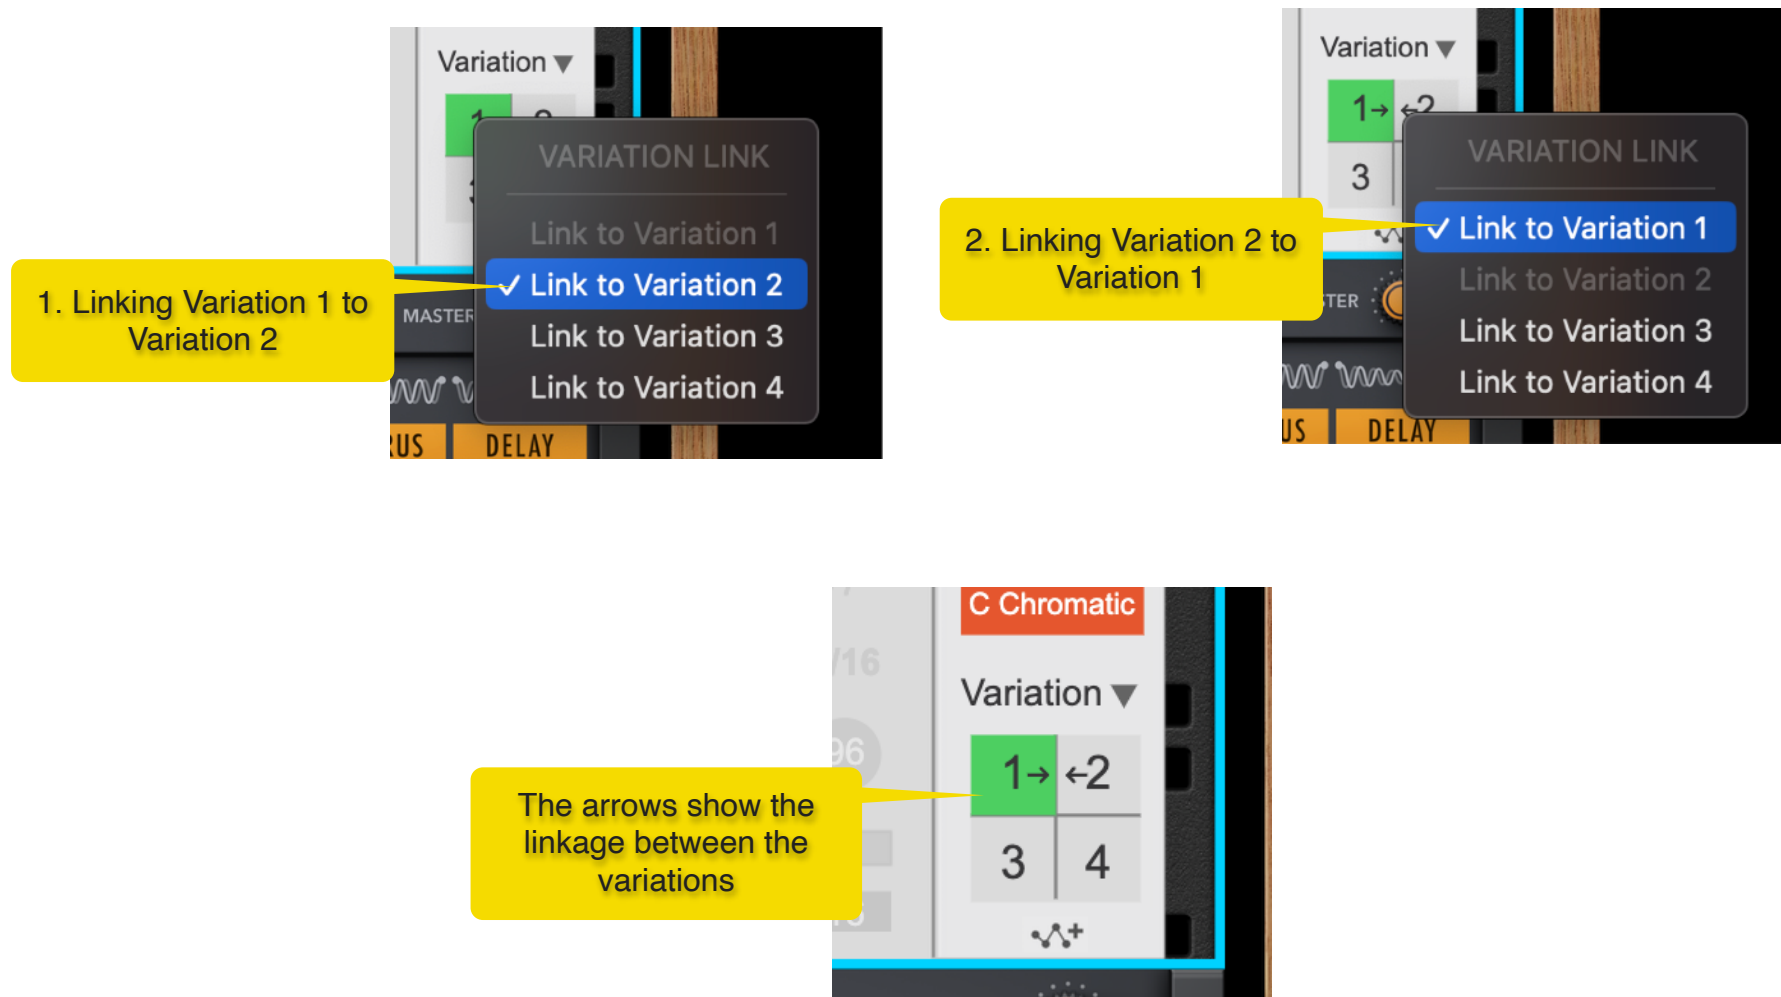 Variation ▼
VARIATION LINK
Link to Variation 1
✓ Link to Variation 2
Link to Variation 3
Link to Variation 4
1. Linking Variation 1 to
Variation 2
MASTER
DELAY
Variation ▼
1→ ←2
3
VARIATION LINK
✓ Link to Variation 1
Link to Variation 2
Link to Variation 3
Link to Variation 4
2. Linking Variation 2 to
Variation 1
DELAY
C Chromatic
/16
Variation ▼
96
1→ ←2
3 4
The arrows show the
linkage between the
variations